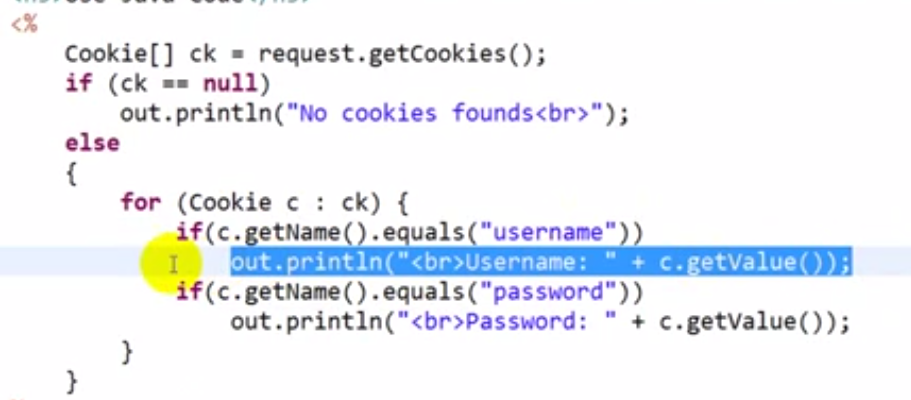 <%
Cookie[] ck = request.getCookies();
if (ck == null)
out.println("No cookies founds<br>");
else
{
for (Cookie c : ck) {
if(c.getName().equals("username"))
out.println("<br>Username: " + c.getValue());
if(c.getName().equals("password"))
out.println("<br>Password: " + c.getValue());
}
}